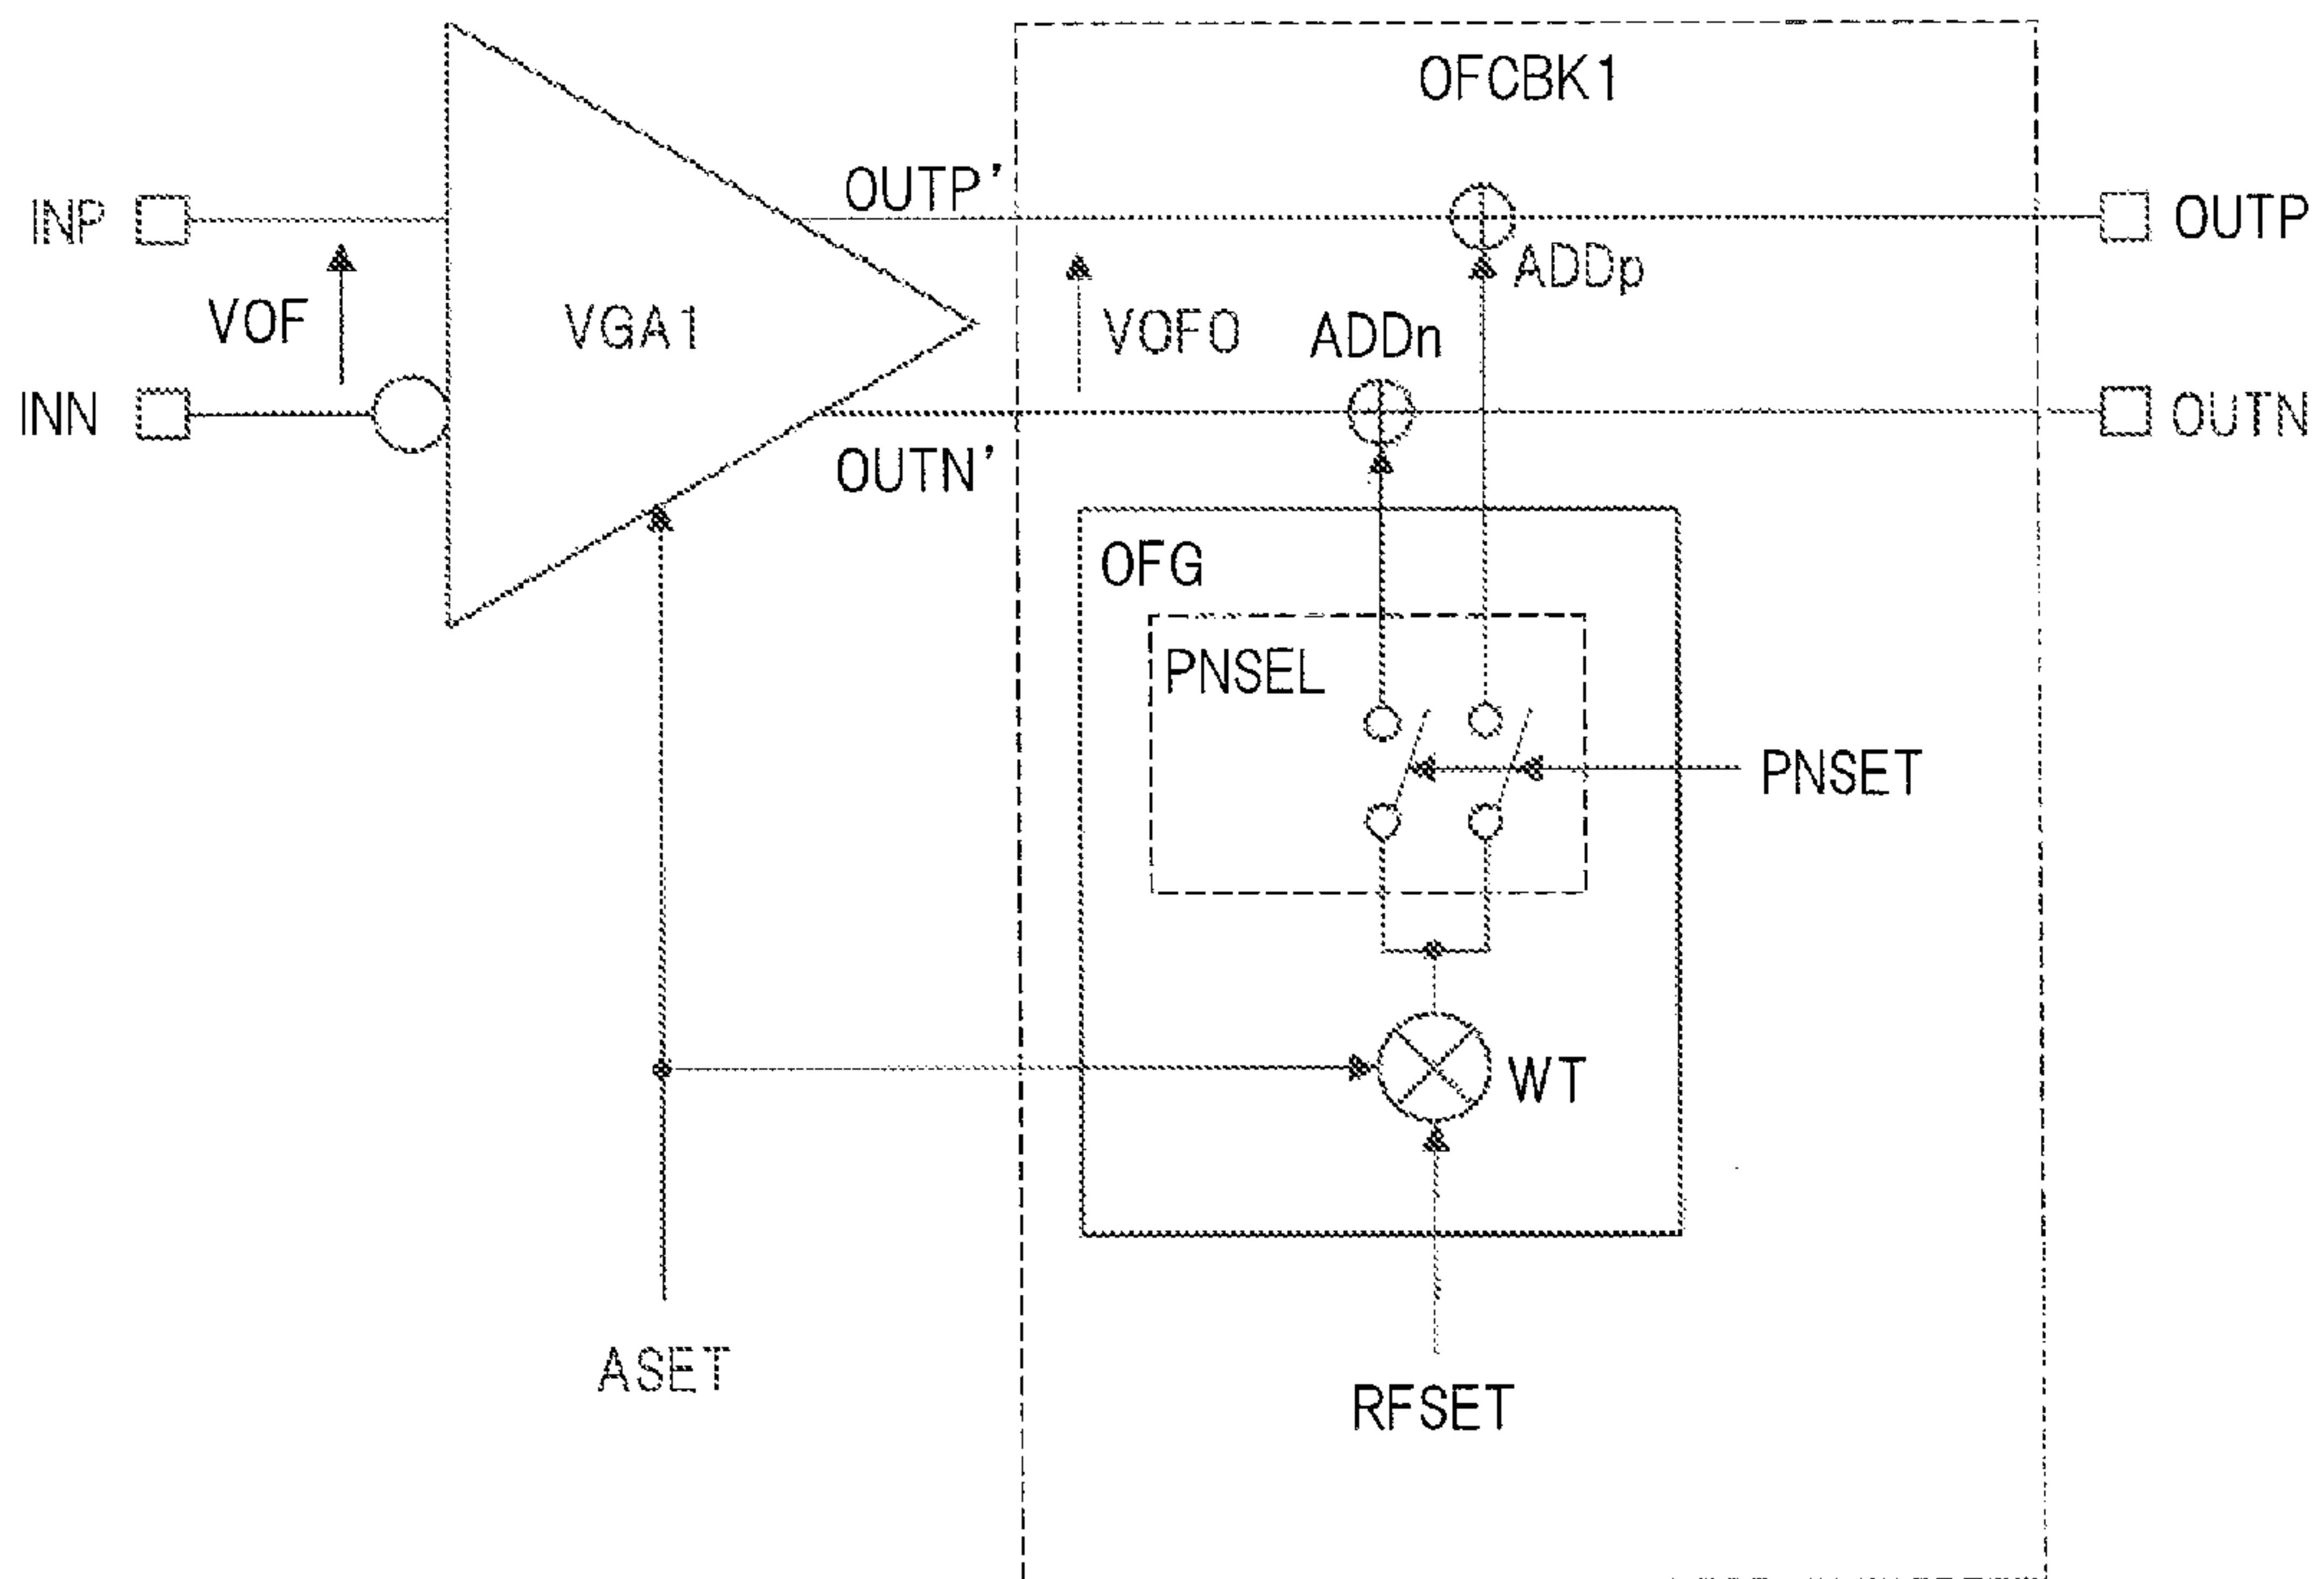 OFCBK1
OUTP’
INP
OUTP
ADDp
VOF
VGA1
VOFO
ADDn
INN
OUTN
OUTN’
OFG
PNSEL
PNSET
WT
ASET
RFSET